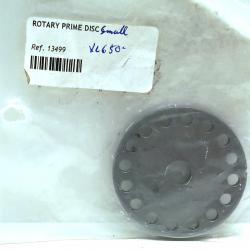 ROTARY PRIME DISC Small
XL650-
Ref. 13499